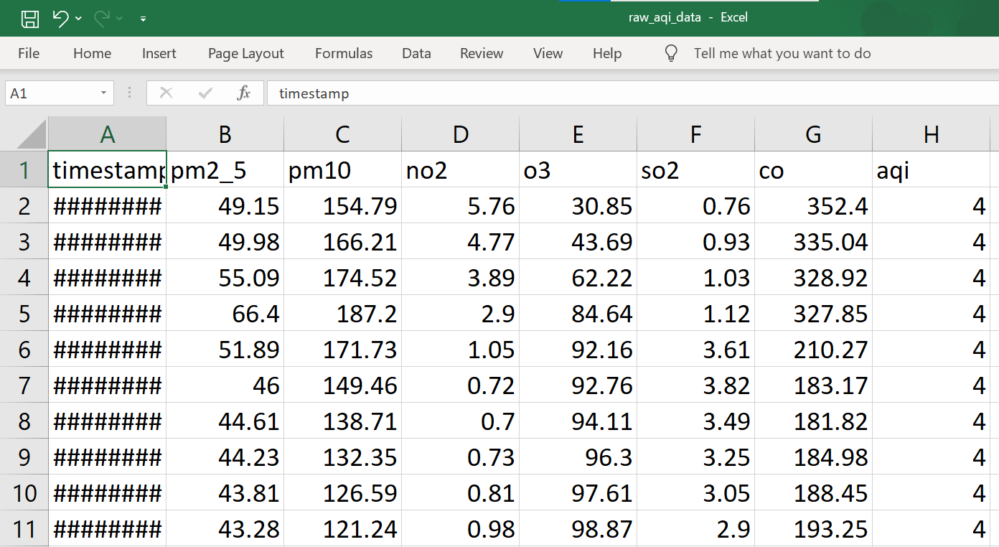 raw_aqi_data - Excel
File Home Insert Page Layout Formulas Data Review View Help Tell me what you want to do
A1 fx timestamp
A B C D E F G H
1 timestamp pm2_5 pm10 no2 o3 so2 co aqi
2 ######## 49.15 154.79 5.76 30.85 0.76 352.4 4
3 ######## 49.98 166.21 4.77 43.69 0.93 335.04 4
4 ######## 55.09 174.52 3.89 62.22 1.03 328.92 4
5 ######## 66.4 187.2 2.9 84.64 1.12 327.85 4
6 ######## 51.89 171.73 1.05 92.16 3.61 210.27 4
7 ######## 46 149.46 0.72 92.76 3.82 183.17 4
8 ######## 44.61 138.71 0.7 94.11 3.49 181.82 4
9 ######## 44.23 132.35 0.73 96.3 3.25 184.98 4
10 ######## 43.81 126.59 0.81 97.61 3.05 188.45 4
11 ######## 43.28 121.24 0.98 98.87 2.9 193.25 4